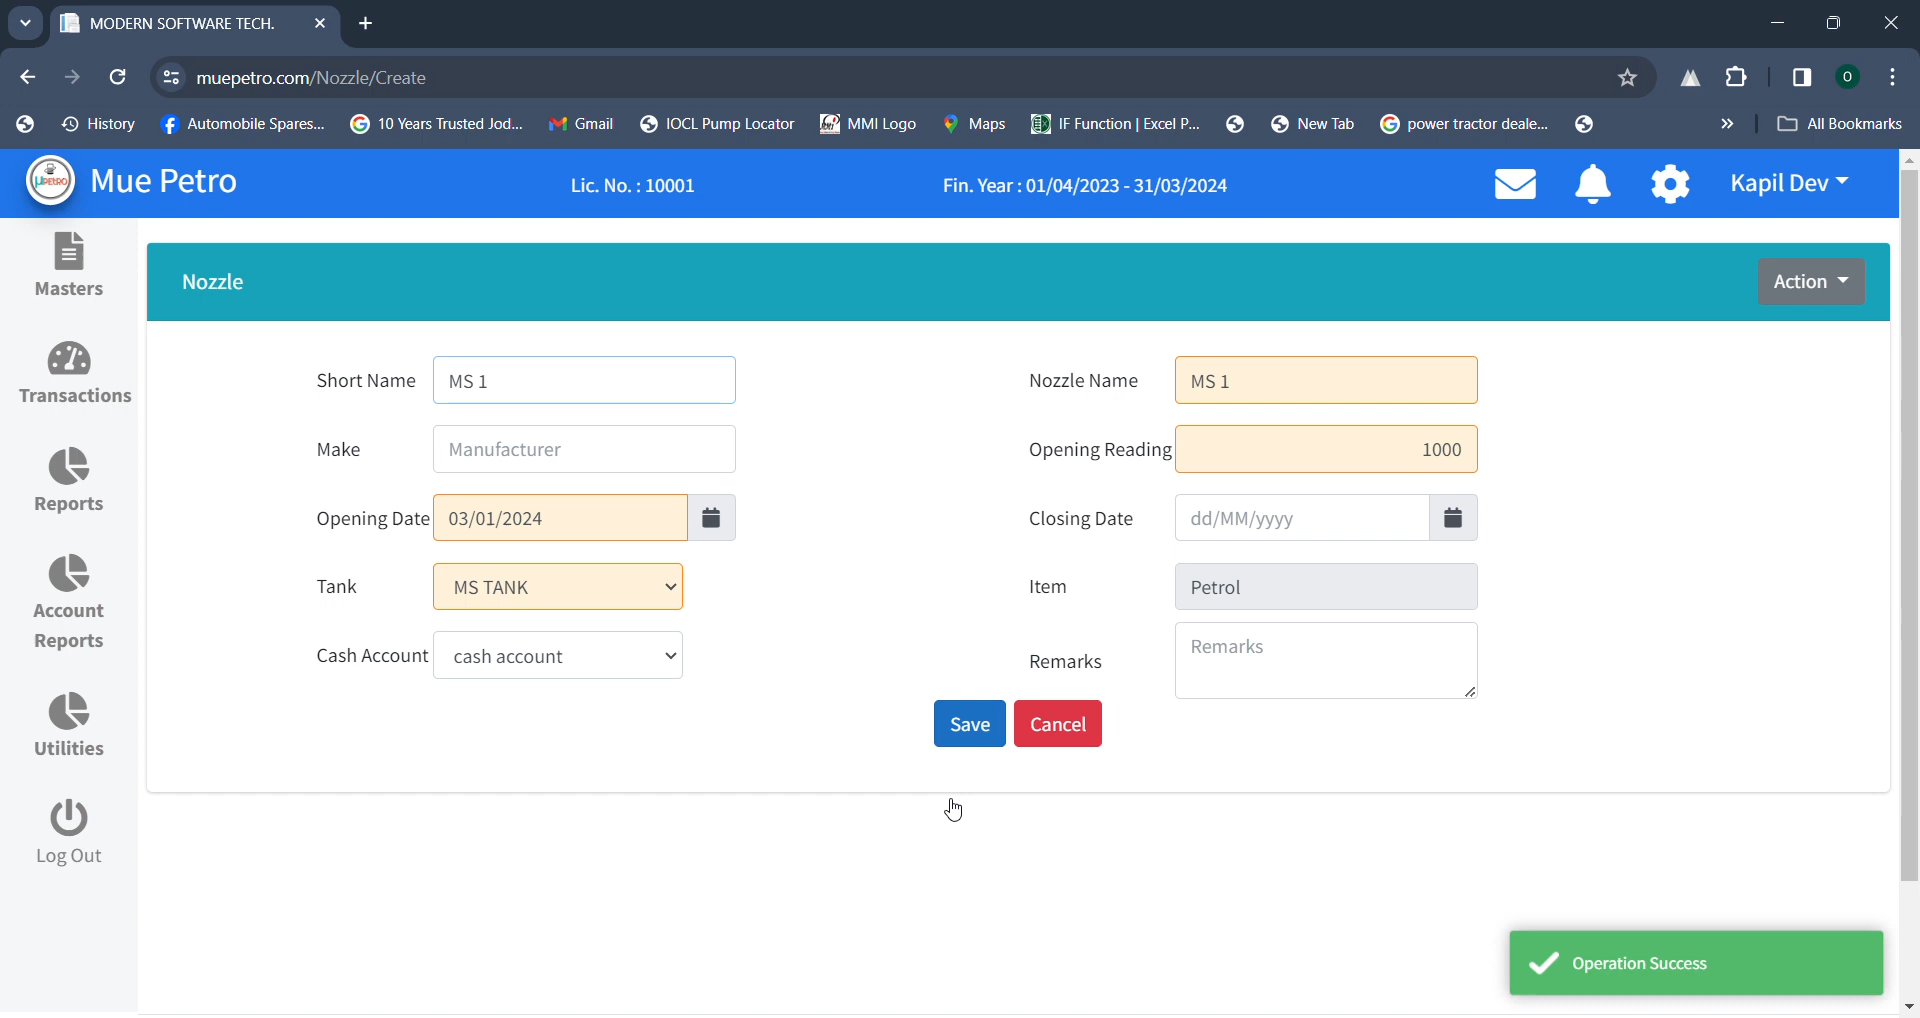 MODERN SOFTWARE TECH.
muepetro.com/Nozzle/Create
O
History
Automobile Spares...
10 Years Trusted Jod...
Gmail
IOCL Pump Locator
MMI Logo
Maps
IF Function | Excel P...
New Tab
power tractor deale...
»
All Bookmarks
Mue Petro
Lic. No. : 10001
Fin. Year : 01/04/2023 - 31/03/2024
Kapil Dev
Masters
Transactions
Reports
Account
Reports
Utilities
Log Out
Nozzle
Action
Short Name MS 1
Nozzle Name MS 1
Make Manufacturer
Opening Reading 1000
Opening Date 03/01/2024
Closing Date dd/MM/yyyy
Tank MS TANK
Item Petrol
Cash Account cash account
Remarks Remarks
Save Cancel
Operation Success